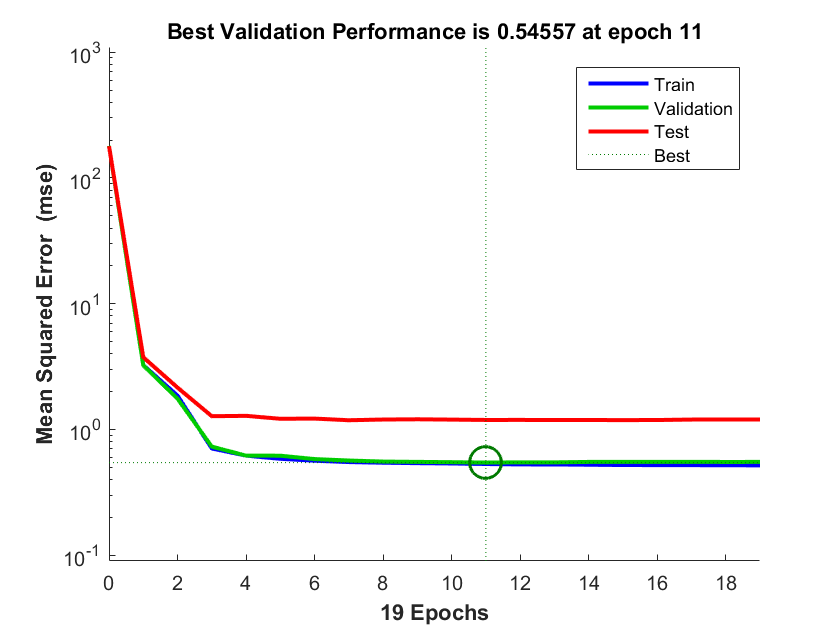 Best Validation Performance is 0.54557 at epoch 11
Mean Squared Error (mse)
10^3
10^2
10^1
10^0
10^-1
Train
Validation
Test
Best
0 2 4 6 8 10 12 14 16 18
19 Epochs